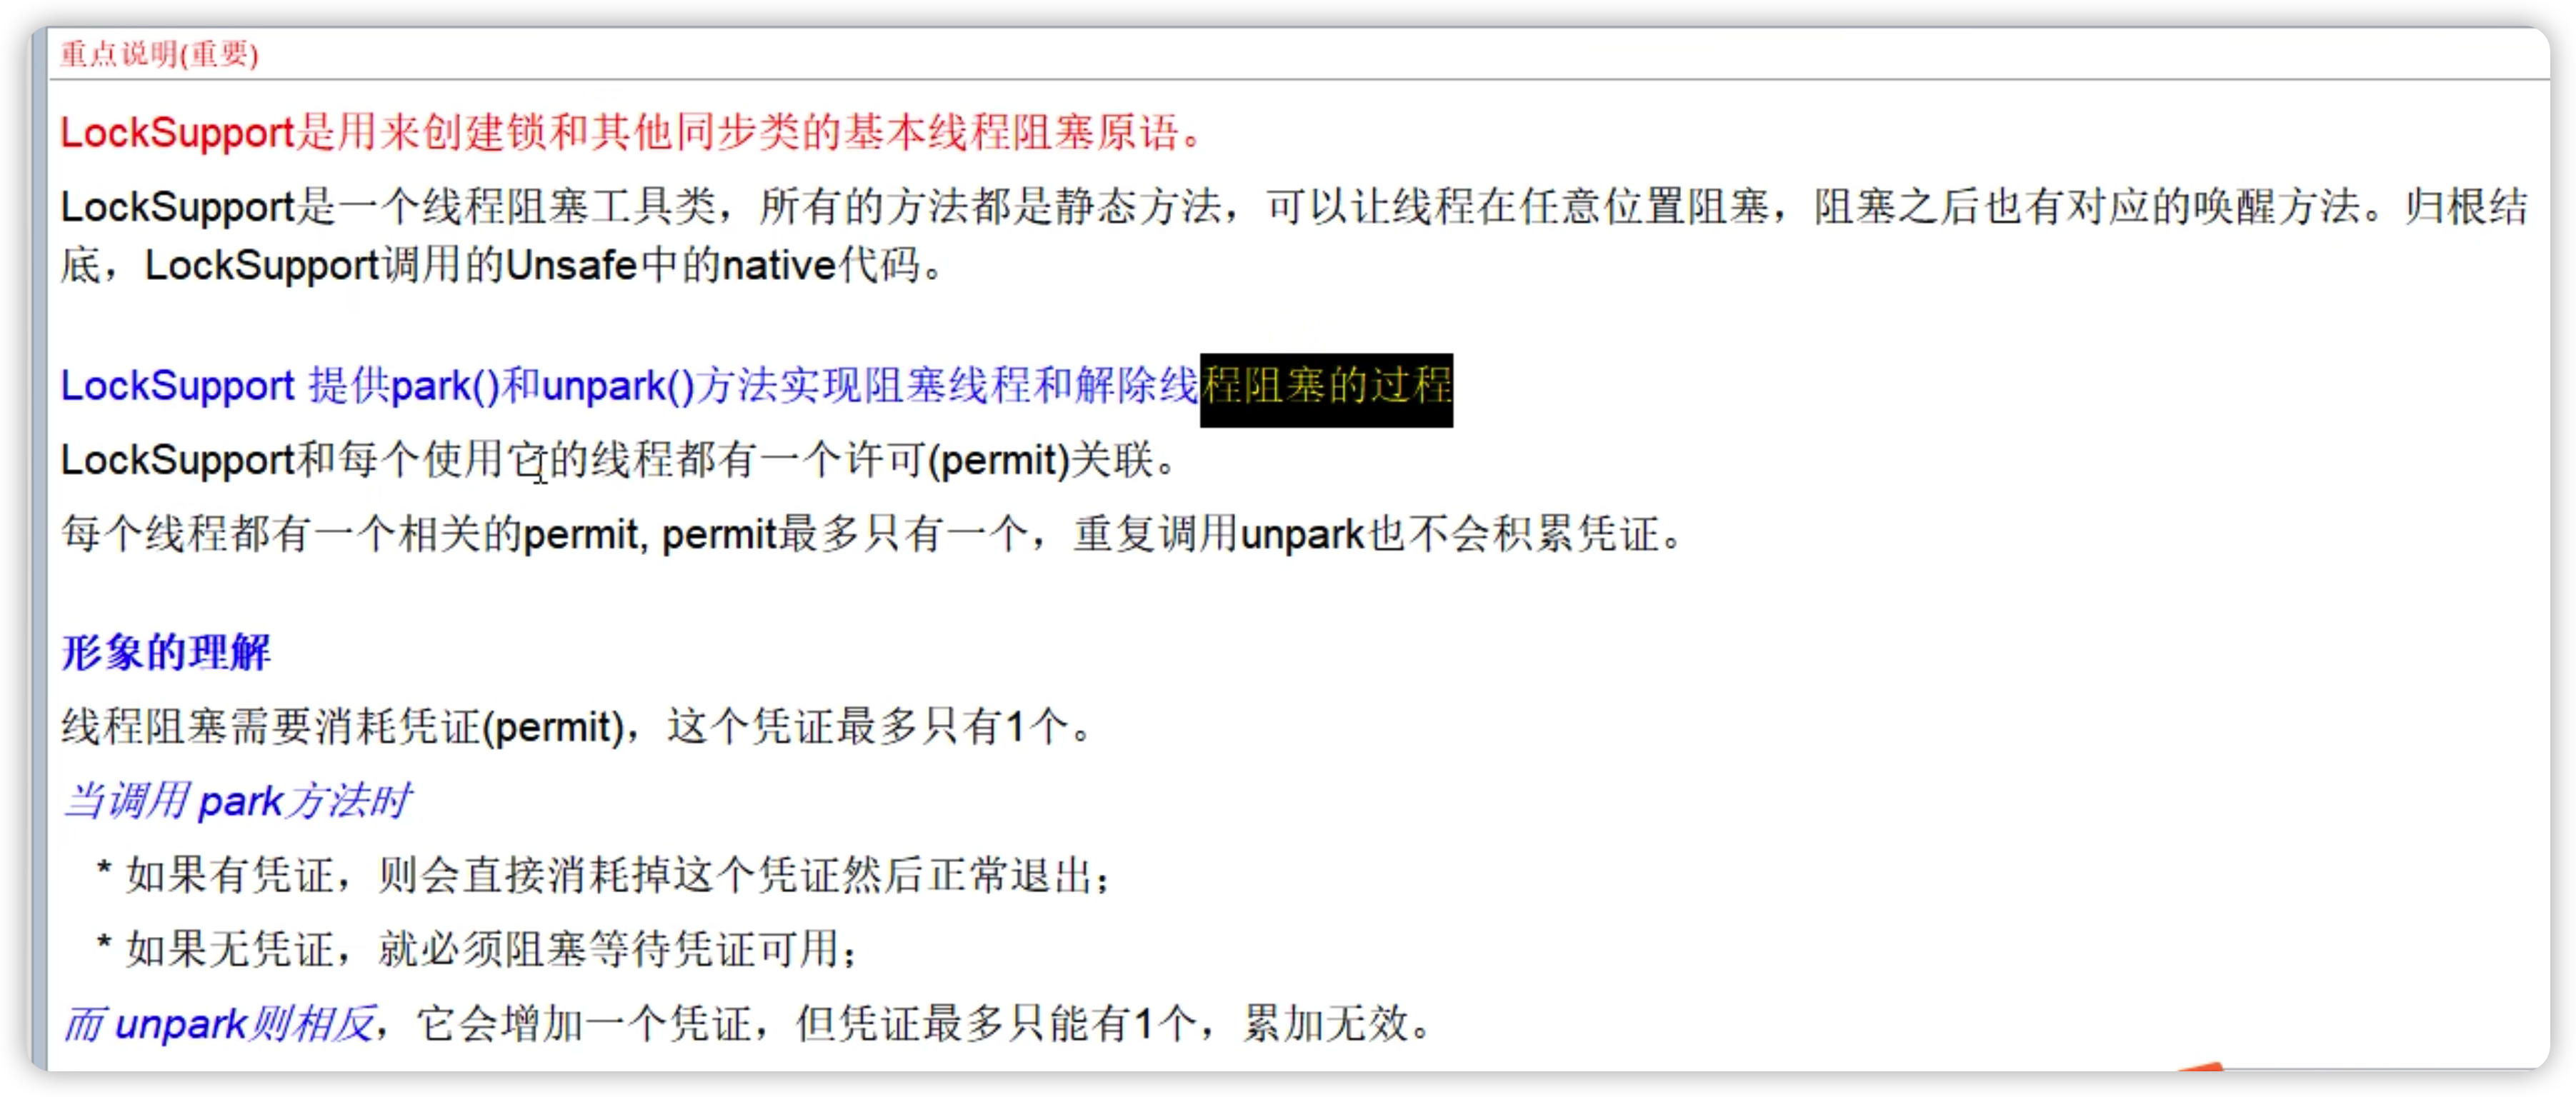 重点说明(重要)
LockSupport是用来创建锁和其他同步类的基本线程阻塞原语。
LockSupport是一个线程阻塞工具类，所有的方法都是静态方法，可以让线程在任意位置阻塞，阻塞之后也有对应的唤醒方法。归根结
底，LockSupport调用的Unsafe中的native代码。
LockSupport 提供park()和unpark()方法实现阻塞线程和解除线程阻塞的过程
LockSupport和每个使用它的线程都有一个许可(permit)关联。
每个线程都有一个相关的permit, permit最多只有一个，重复调用unpark也不会积累凭证。
形象的理解
线程阻塞需要消耗凭证(permit)，这个凭证最多只有1个。
当调用 park方法时
* 如果有凭证，则会直接消耗掉这个凭证然后正常退出；
* 如果无凭证，就必须阻塞等待凭证可用；
而 unpark则相反，它会增加一个凭证，但凭证最多只能有1个，累加无效。